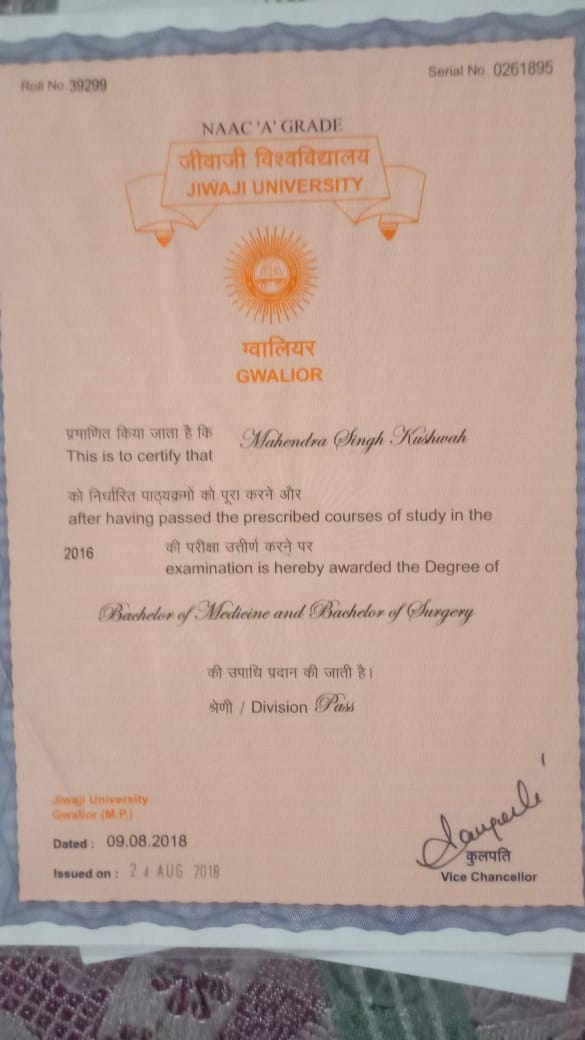 Roll No. 39299
Serial No. 0261895
NAAC 'A' GRADE
जीवाजी विश्वविद्यालय
JIWAJI UNIVERSITY
ग्वालियर
GWALIOR
प्रमाणित किया जाता है कि
This is to certify that
Mahendra Singh Kushwah
को निर्धारित पाठ्यक्रमों को पूरा करने और
after having passed the prescribed courses of study in the
2016
की परीक्षा उत्तीर्ण करने पर
examination is hereby awarded the Degree of
Bachelor of Medicine and Bachelor of Surgery
की उपाधि प्रदान की जाती है।
श्रेणी / Division Pass
Jiwaji University
Gwalior (M.P.)
Dated : 09.08.2018
Issued on : 24 AUG 2018
कुलपति
Vice Chancellor